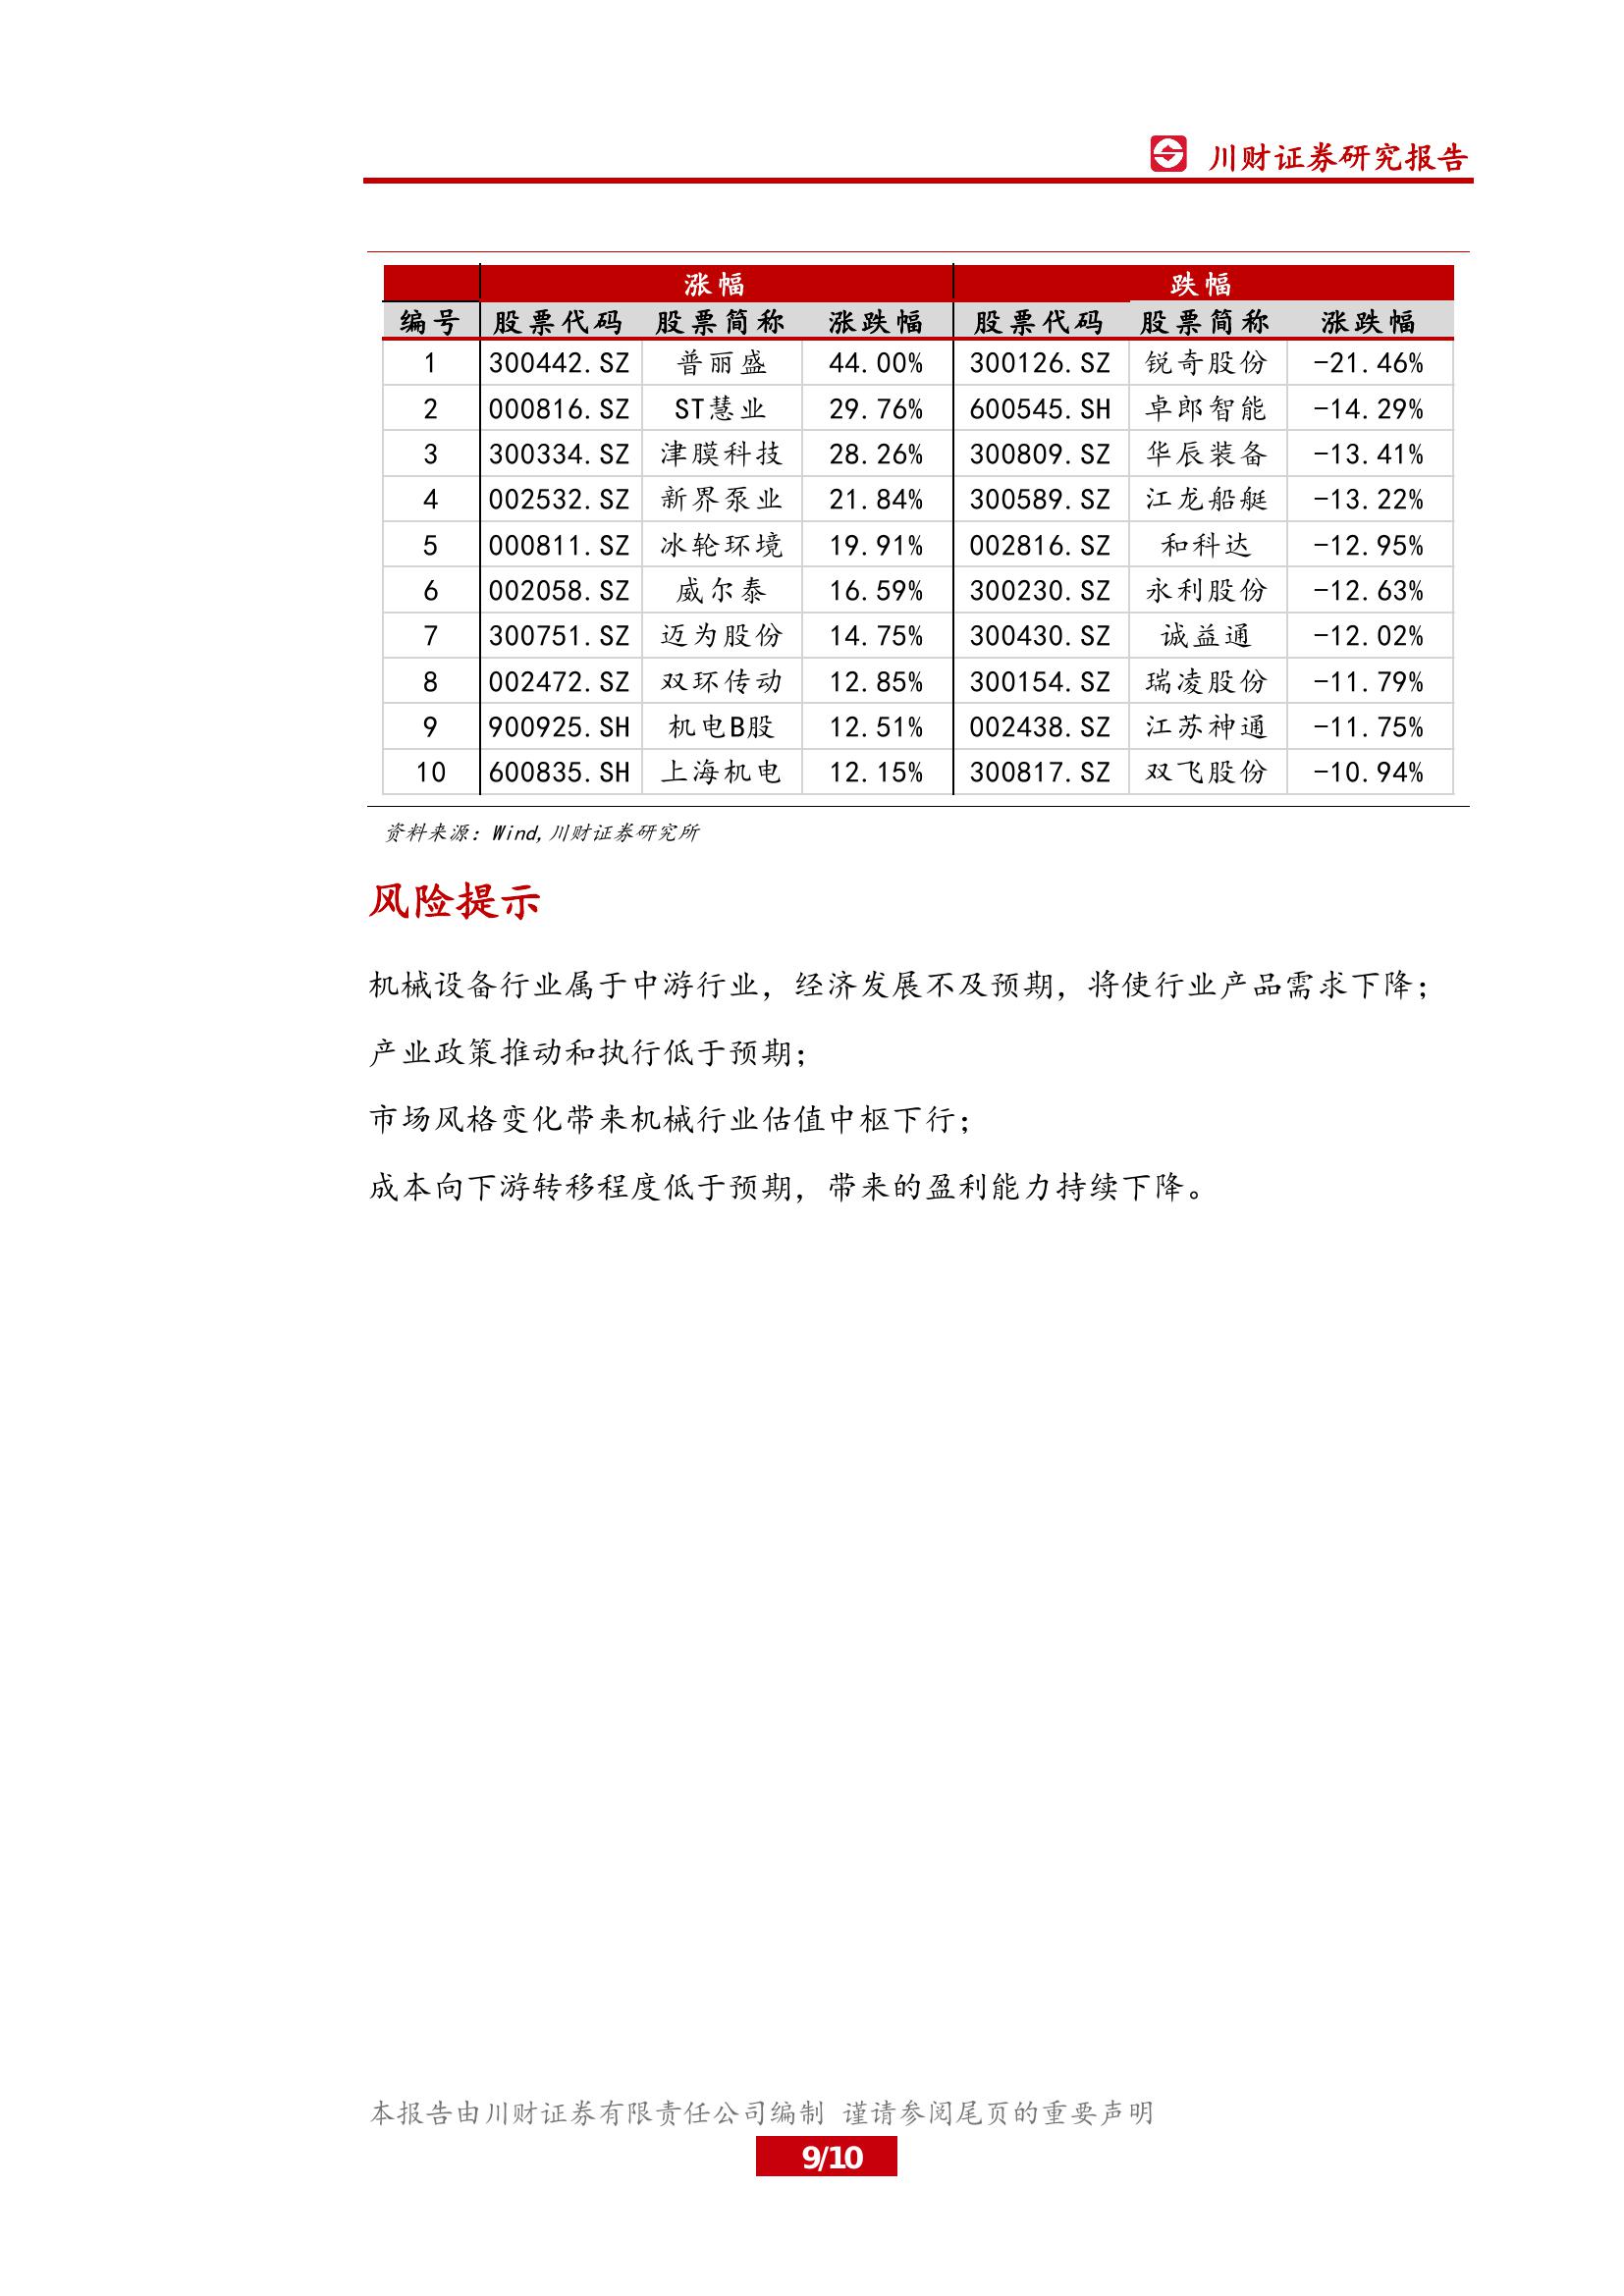 川财证券研究报告
涨幅 跌幅
编号 股票代码 股票简称 涨跌幅 股票代码 股票简称 涨跌幅
1 300442.SZ 普丽盛 44.00% 300126.SZ 锐奇股份 -21.46%
2 000816.SZ ST慧业 29.76% 600545.SH 卓郎智能 -14.29%
3 300334.SZ 津膜科技 28.26% 300809.SZ 华辰装备 -13.41%
4 002532.SZ 新界泵业 21.84% 300589.SZ 江龙船艇 -13.22%
5 000811.SZ 冰轮环境 19.91% 002816.SZ 和科达 -12.95%
6 002058.SZ 威尔泰 16.59% 300230.SZ 永利股份 -12.63%
7 300751.SZ 迈为股份 14.75% 300430.SZ 诚益通 -12.02%
8 002472.SZ 双环传动 12.85% 300154.SZ 瑞凌股份 -11.79%
9 900925.SH 机电B股 12.51% 002438.SZ 江苏神通 -11.75%
10 600835.SH 上海机电 12.15% 300817.SZ 双飞股份 -10.94%
资料来源：Wind,川财证券研究所
风险提示
机械设备行业属于中游行业，经济发展不及预期，将使行业产品需求下降；
产业政策推动和执行低于预期；
市场风格变化带来机械行业估值中枢下行；
成本向下游转移程度低于预期，带来的盈利能力持续下降。
本报告由川财证券有限责任公司编制 谨请参阅尾页的重要声明
9/10